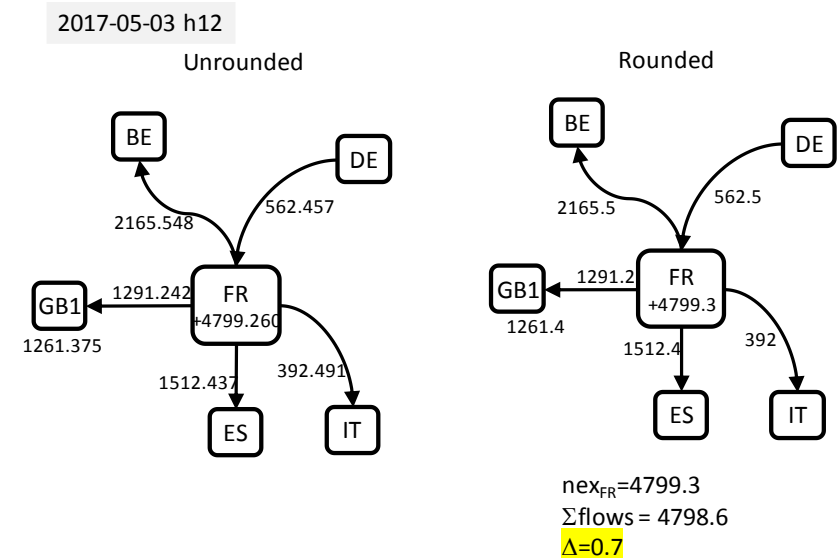 2017-05-03 h12
Unrounded
BE
DE
2165.548
562.457
GB1
1291.242
FR
+4799.260
1261.375
1512.437
392.491
ES
IT
Rounded
BE
DE
2165.5
562.5
GB1
1291.2
FR
+4799.3
1261.4
1512.4
392
ES
IT
nexFR=4799.3
Σflows = 4798.6
Δ=0.7